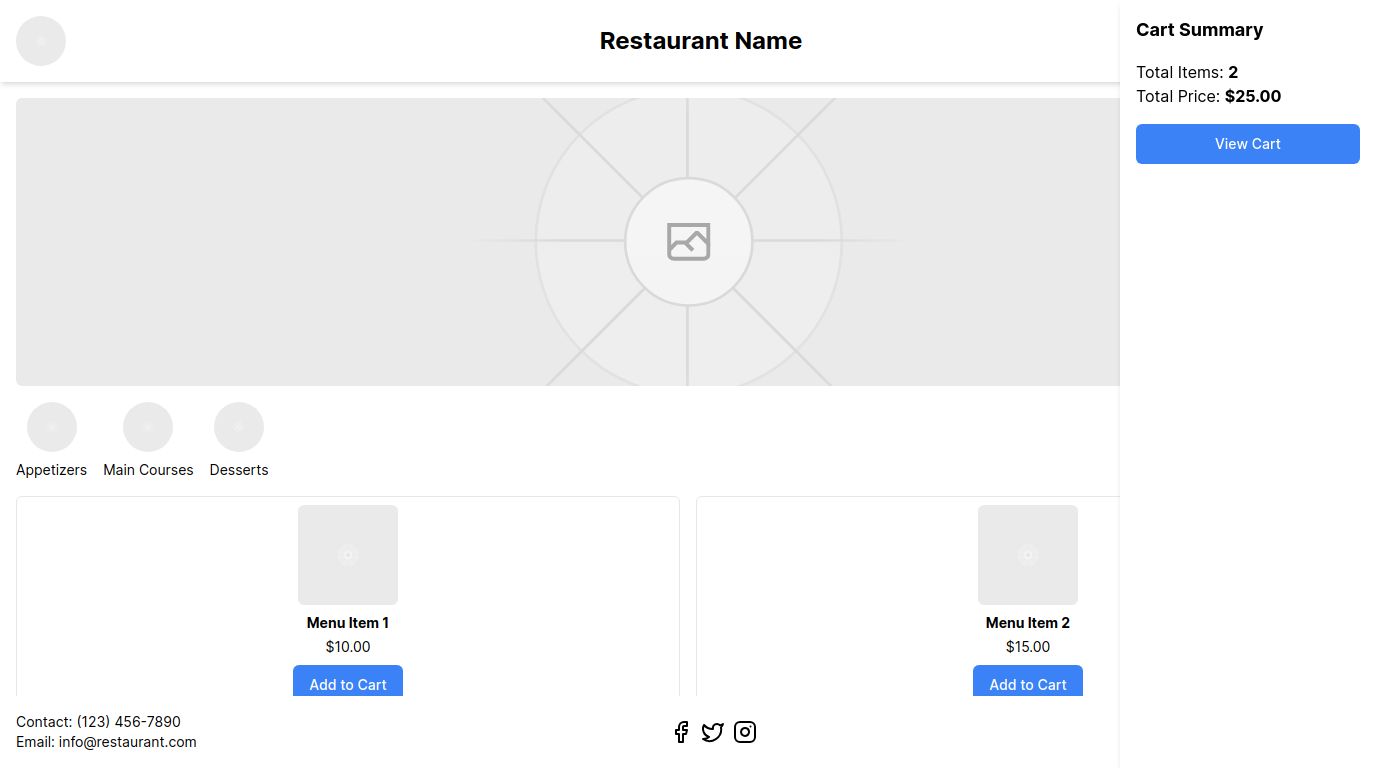 Restaurant Name
Cart Summary
Total Items: 2
Total Price: $25.00
View Cart
Appetizers
Main Courses
Desserts
Menu Item 1
$10.00
Add to Cart
Menu Item 2
$15.00
Add to Cart
Contact: (123) 456-7890
Email: info@restaurant.com